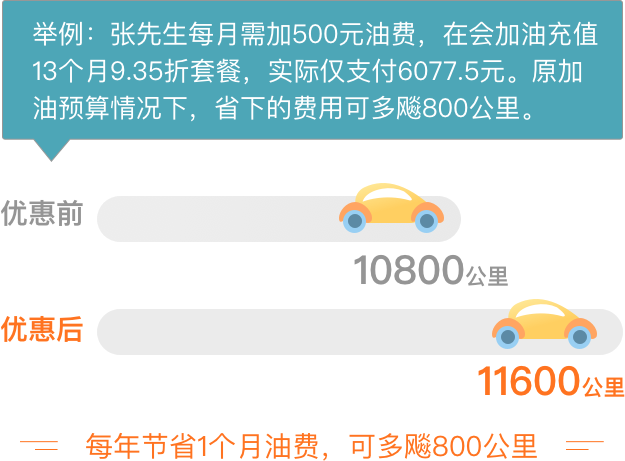 举例：张先生每月需加500元油费，在会加油充值
13个月9.35折套餐，实际仅支付6077.5元。原加
油预算情况下，省下的费用可多飚800公里。
优惠前
10800公里
优惠后
11600公里
每年节省1个月油费，可多飚800公里